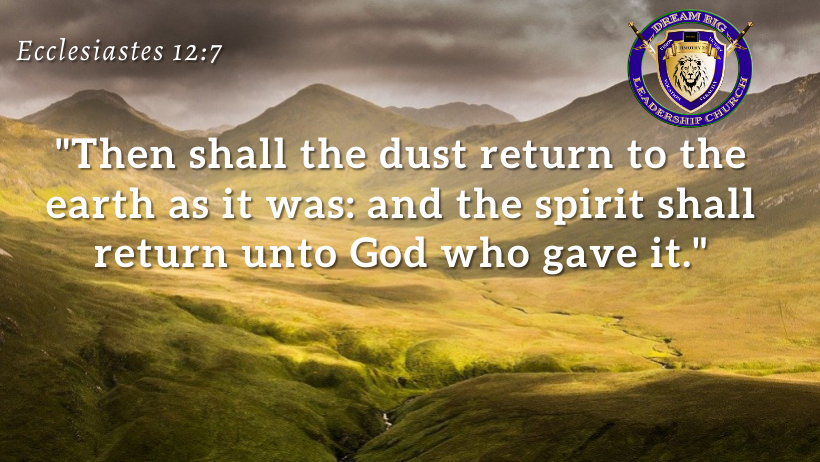 Ecclesiastes 12:7
DREAM BIG
LEADERSHIP CHURCH
"Then shall the dust return to the
earth as it was: and the spirit shall
return unto God who gave it."